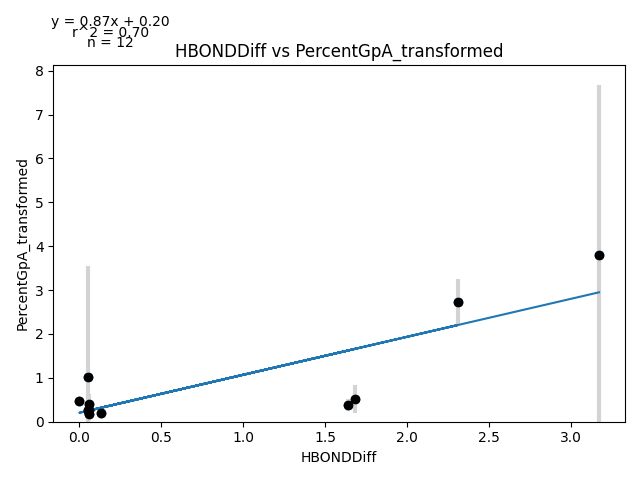 y = 0.87x + 0.20
r^2 = 0.70
n = 12
HBONDDiff vs PercentGpA_transformed
PercentGpA_transformed
8
7
6
5
4
3
2
1
0
0.0 0.5 1.0 1.5 2.0 2.5 3.0
HBONDDiff